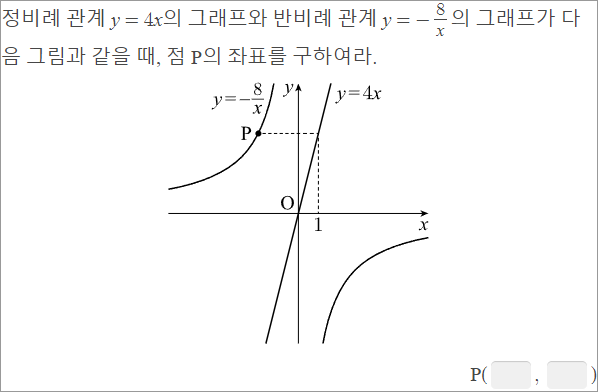 정비례 관계 y = 4x의 그래프와 반비례 관계 y = − 8/x 의 그래프가 다
음 그림과 같을 때, 점 P의 좌표를 구하여라.
y=−8/x
y
y=4x
P
O
1
x
P( , )